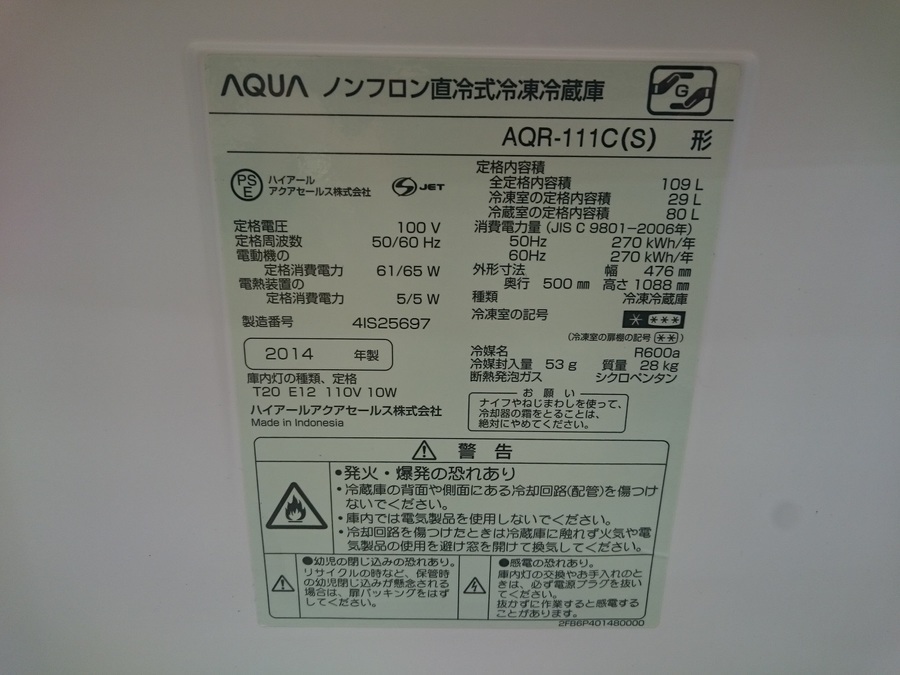 AQUA ノンフロン直冷式冷凍冷蔵庫 G
AQR-111C(S) 形
PSE ハイアール
アクアセールス株式会社
S JET
定格電圧 100 V
定格周波数 50/60 Hz
電動機の
定格消費電力 61/65 W
電熱装置の
定格消費電力 5/5 W
製造番号 4IS25697
2014 年製
庫内灯の種類、定格
T20 E12 110V 10W
ハイアールアクアセールス株式会社
Made in Indonesia
定格内容積
全定格内容積 109 L
冷凍室の定格内容積 29 L
冷蔵室の定格内容積 80 L
消費電力量 (JIS C 9801-2006年)
50Hz 270 kWh/年
60Hz 270 kWh/年
外形寸法 幅 476 mm
奥行 500 mm 高さ 1088 mm
種類 冷凍冷蔵庫
冷凍室の記号 * ***
(冷凍室の扉棚の記号 **)
冷媒名 R600a
冷媒封入量 53 g 質量 28 kg
断熱発泡ガス シクロペンタン
お願い
ナイフやねじまわしを使って、
冷却器の霜をとることは、
絶対にやめてください。
⚠ 警告
•発火・爆発の恐れあり
・冷蔵庫の背面や側面にある冷却回路(配管)を傷つけ
ないでください。
・庫内では電気製品を使用しないでください。
・冷却回路を傷つけたときは冷蔵庫に触れず火気や電
気製品の使用を避け窓を開けて換気してください。
●幼児の閉じ込みの恐れあり。
リサイクルの時など、保管時
の幼児閉じ込みが懸念される
場合は、扉パッキングをはず
してください。
●感電の恐れあり。
庫内灯の交換やお手入れのと
きは、必ず電源プラグを抜い
てください。
抜かずに作業すると感電する
ことがあります。
2FB6P401480000